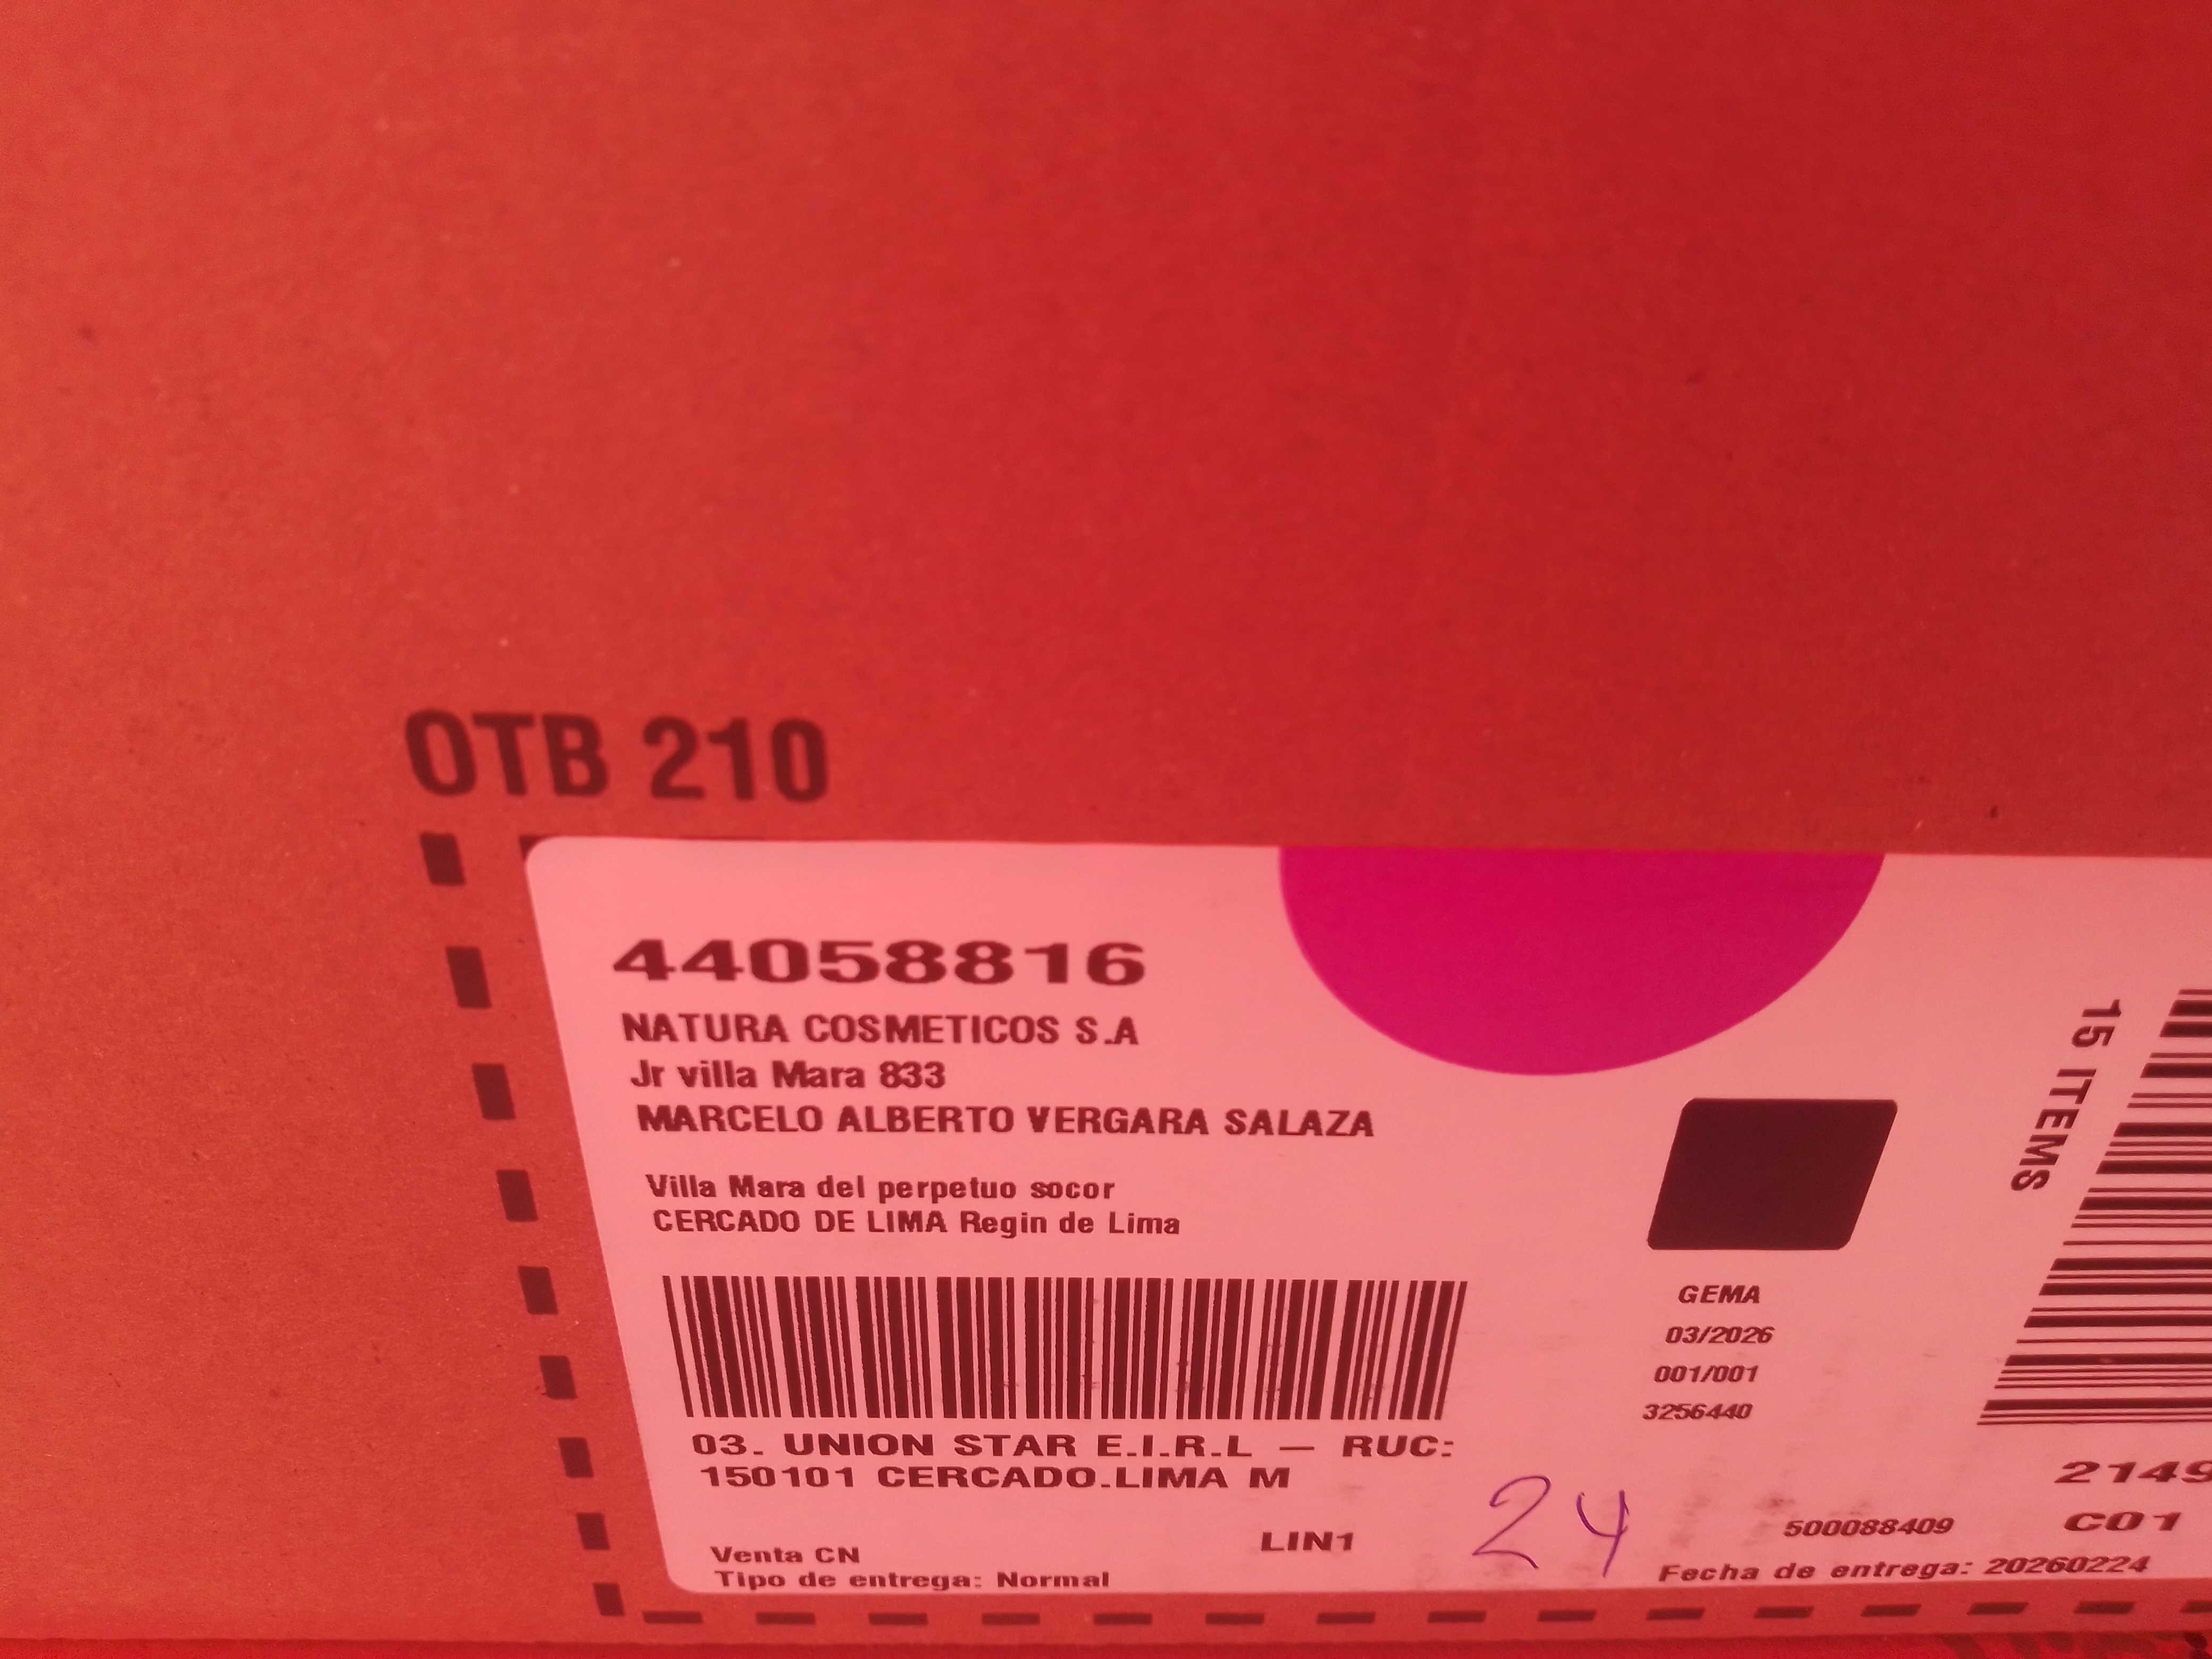 OTB 210
44058816
NATURA COSMETICOS S.A
Jr villa Mara 833
MARCELO ALBERTO VERGARA SALAZA
Villa Mara del perpetuo socor
CERCADO DE LIMA Regin de Lima
03. UNION STAR E.I.R.L — RUC:
150101 CERCADO.LIMA M
Venta CN
Tipo de entrega: Normal
LIN1
24
GEMA
03/2026
001/001
3256440
15 ITEMS
2149
500088409
C01
Fecha de entrega: 20260224